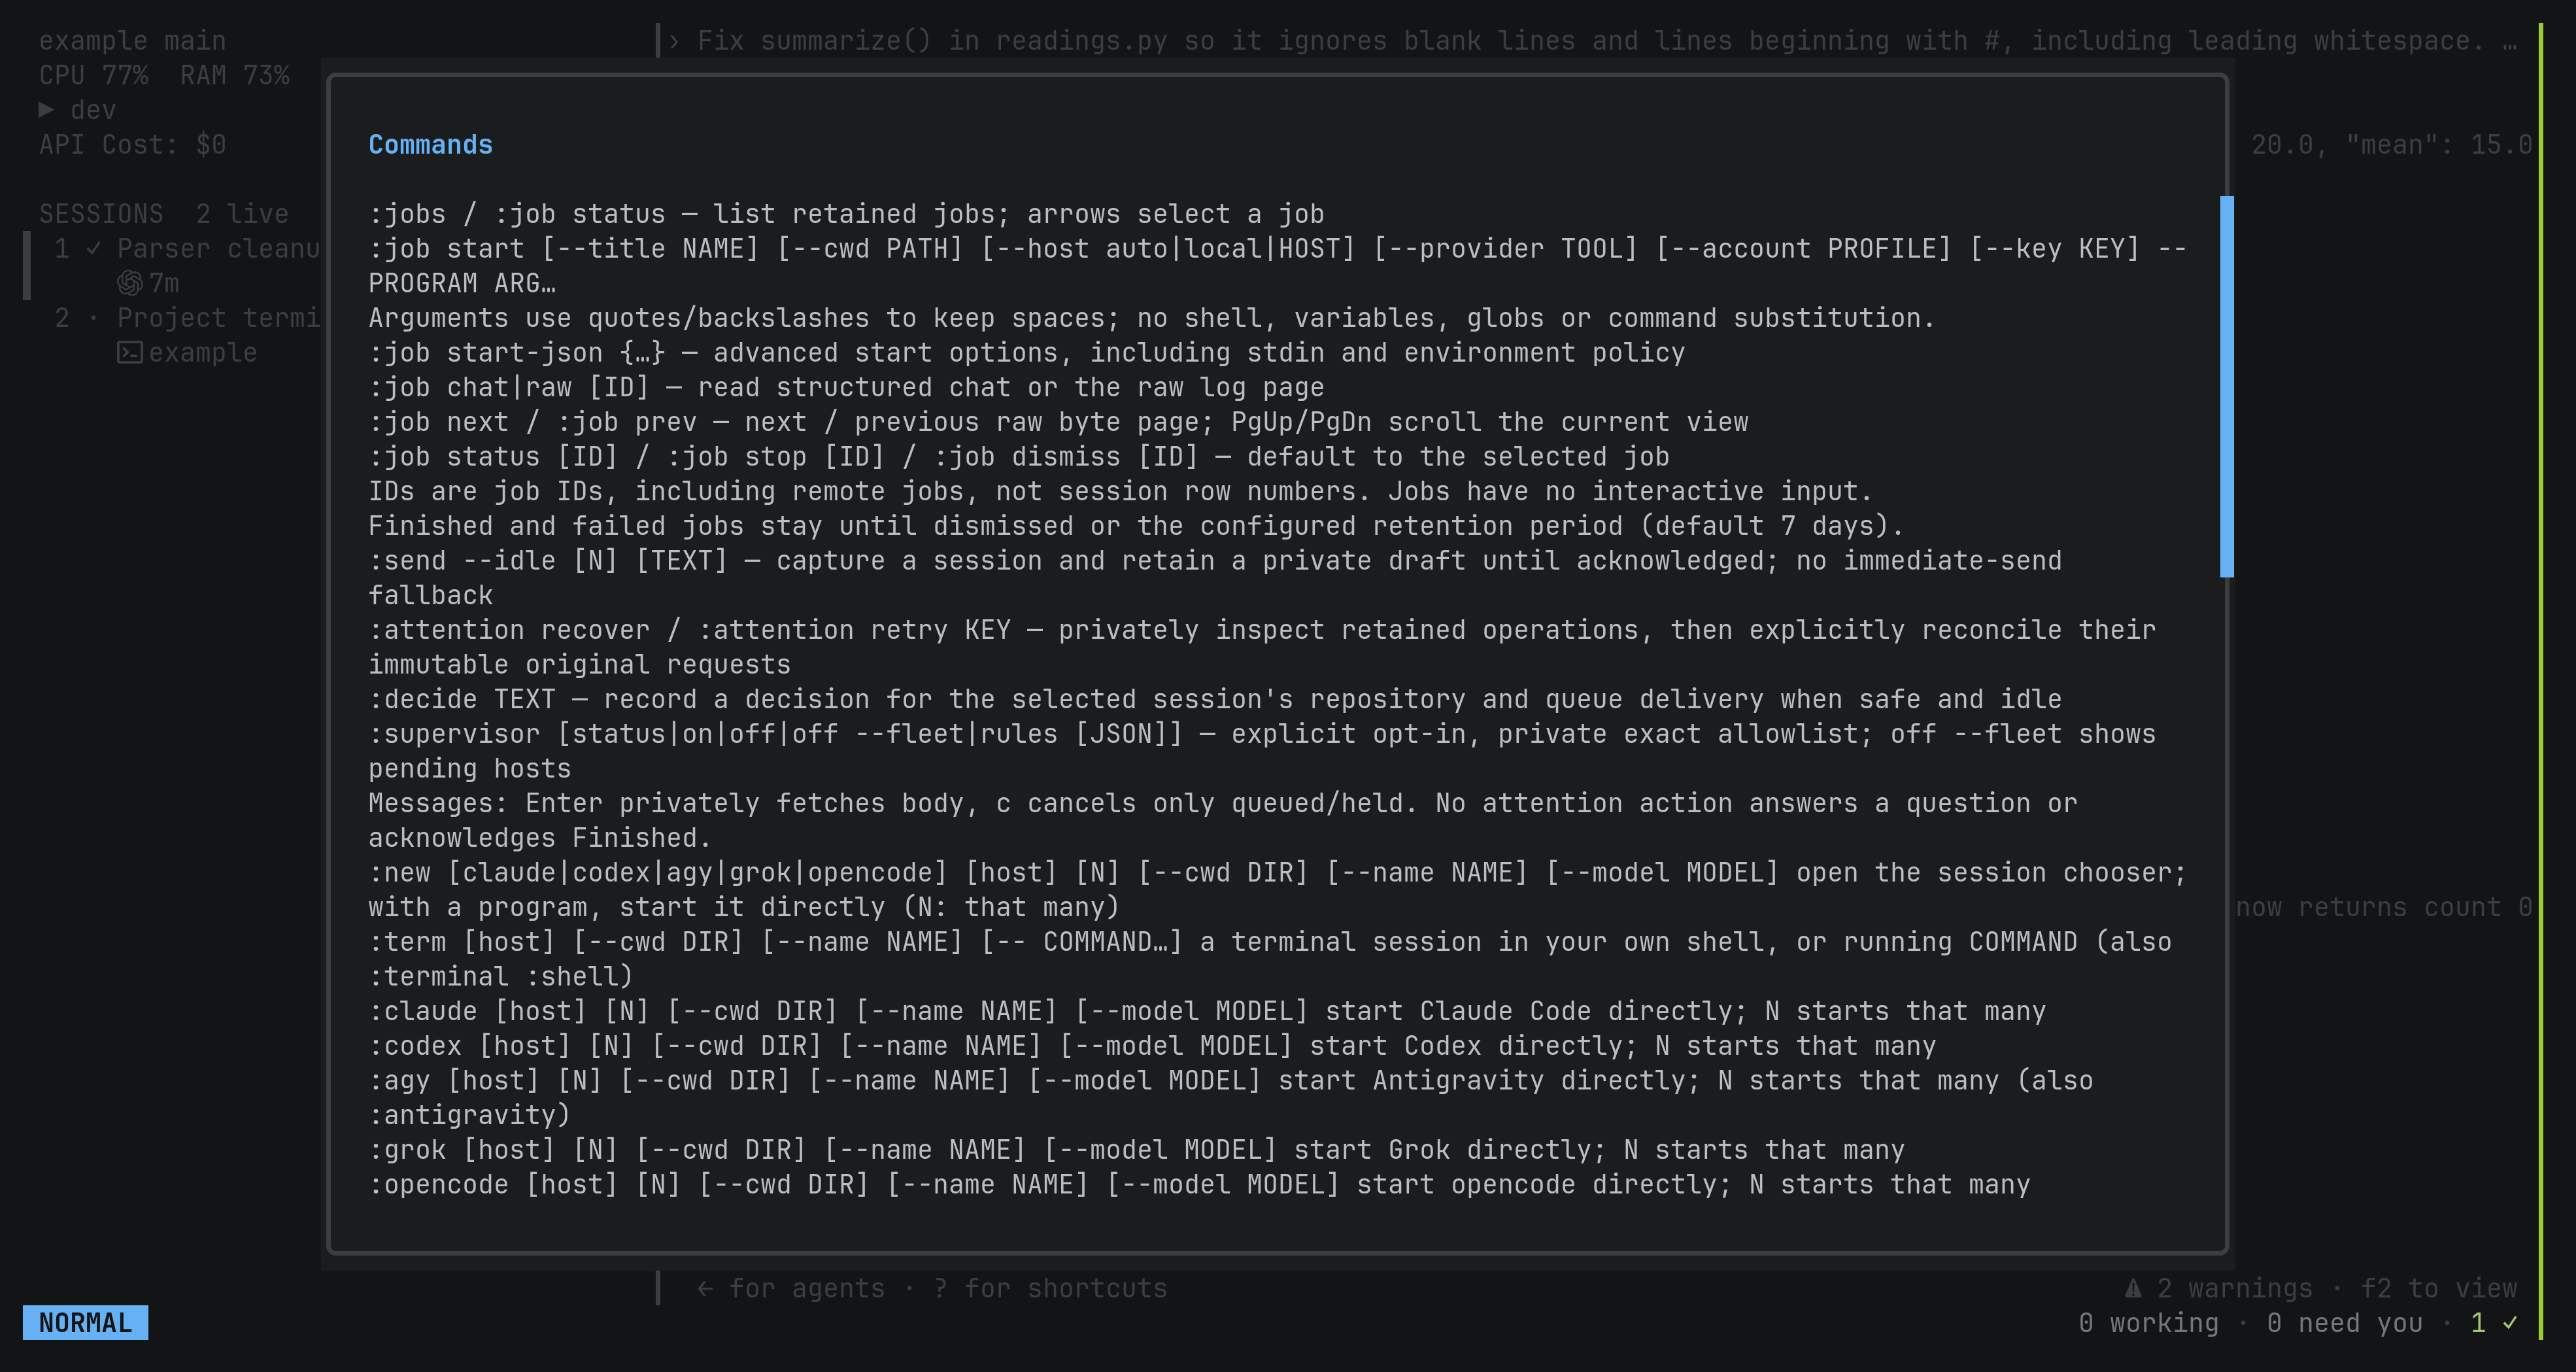 example main
CPU 77%  RAM 73%
▶ dev
API Cost: $0
SESSIONS  2 live
1 ✓ Parser cleanu
7m
2 · Project termi
example
› Fix summarize() in readings.py so it ignores blank lines and lines beginning with #, including leading whitespace. …
20.0, "mean": 15.0
Commands
:jobs / :job status — list retained jobs; arrows select a job
:job start [--title NAME] [--cwd PATH] [--host auto|local|HOST] [--provider TOOL] [--account PROFILE] [--key KEY] --
PROGRAM ARG…
Arguments use quotes/backslashes to keep spaces; no shell, variables, globs or command substitution.
:job start-json {…} — advanced start options, including stdin and environment policy
:job chat|raw [ID] — read structured chat or the raw log page
:job next / :job prev — next / previous raw byte page; PgUp/PgDn scroll the current view
:job status [ID] / :job stop [ID] / :job dismiss [ID] — default to the selected job
IDs are job IDs, including remote jobs, not session row numbers. Jobs have no interactive input.
Finished and failed jobs stay until dismissed or the configured retention period (default 7 days).
:send --idle [N] [TEXT] — capture a session and retain a private draft until acknowledged; no immediate-send
fallback
:attention recover / :attention retry KEY — privately inspect retained operations, then explicitly reconcile their
immutable original requests
:decide TEXT — record a decision for the selected session's repository and queue delivery when safe and idle
:supervisor [status|on|off|off --fleet|rules [JSON]] — explicit opt-in, private exact allowlist; off --fleet shows
pending hosts
Messages: Enter privately fetches body, c cancels only queued/held. No attention action answers a question or
acknowledges Finished.
:new [claude|codex|agy|grok|opencode] [host] [N] [--cwd DIR] [--name NAME] [--model MODEL] open the session chooser;
with a program, start it directly (N: that many)
:term [host] [--cwd DIR] [--name NAME] [-- COMMAND…] a terminal session in your own shell, or running COMMAND (also
:terminal :shell)
:claude [host] [N] [--cwd DIR] [--name NAME] [--model MODEL] start Claude Code directly; N starts that many
:codex [host] [N] [--cwd DIR] [--name NAME] [--model MODEL] start Codex directly; N starts that many
:agy [host] [N] [--cwd DIR] [--name NAME] [--model MODEL] start Antigravity directly; N starts that many (also
:antigravity)
:grok [host] [N] [--cwd DIR] [--name NAME] [--model MODEL] start Grok directly; N starts that many
:opencode [host] [N] [--cwd DIR] [--name NAME] [--model MODEL] start opencode directly; N starts that many
now returns count 0
← for agents · ? for shortcuts
⚠ 2 warnings · f2 to view
NORMAL
0 working · 0 need you · 1 ✓